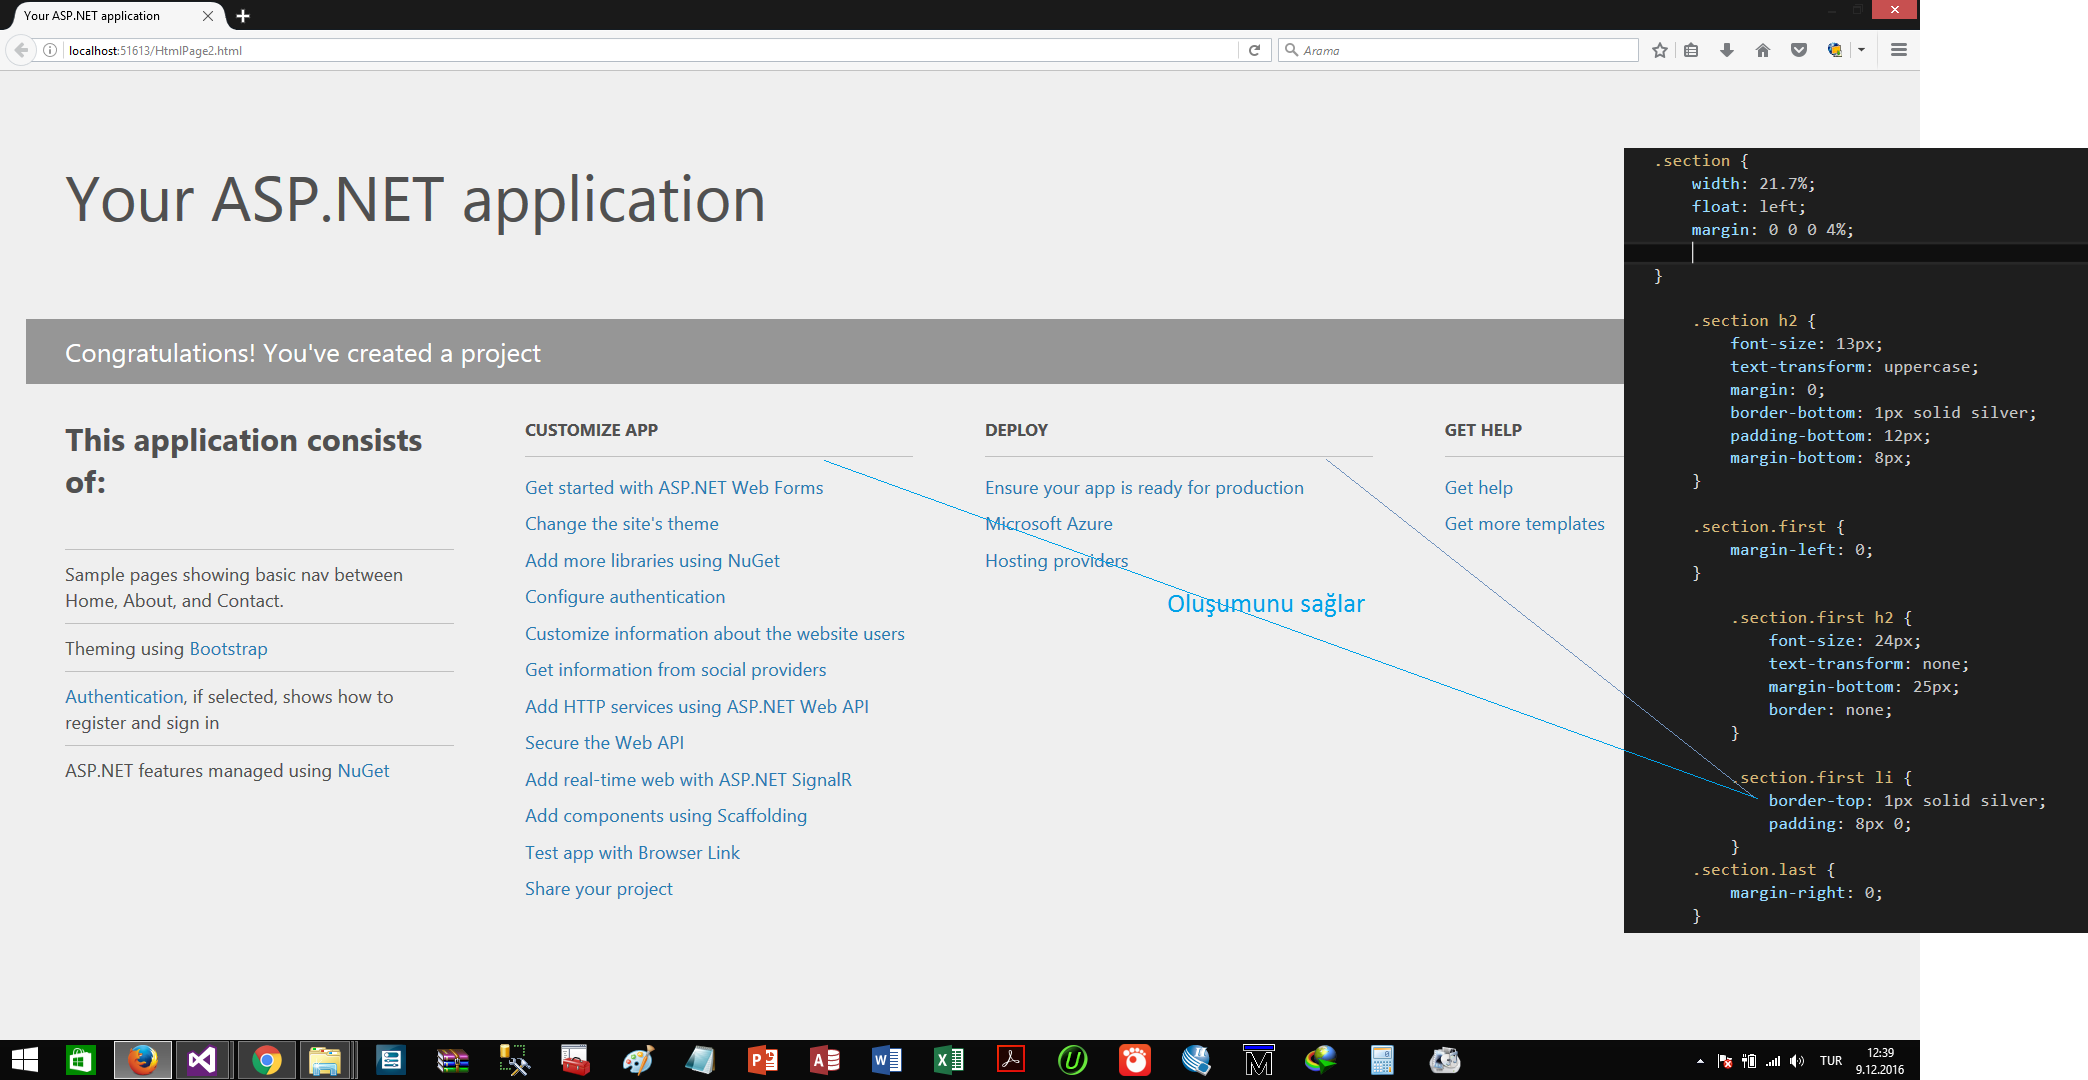 Your ASP.NET application
localhost:51613/HtmlPage2.html
Arama
Your ASP.NET application
Congratulations! You've created a project
This application consists
of:
Sample pages showing basic nav between
Home, About, and Contact.
Theming using Bootstrap
Authentication, if selected, shows how to
register and sign in
ASP.NET features managed using NuGet
CUSTOMIZE APP
Get started with ASP.NET Web Forms
Change the site's theme
Add more libraries using NuGet
Configure authentication
Customize information about the website users
Get information from social providers
Add HTTP services using ASP.NET Web API
Secure the Web API
Add real-time web with ASP.NET SignalR
Add components using Scaffolding
Test app with Browser Link
Share your project
DEPLOY
Ensure your app is ready for production
Microsoft Azure
Hosting providers
Oluşumunu sağlar
GET HELP
Get help
Get more templates
.section {
width: 21.7%;
float: left;
margin: 0 0 0 4%;
}
.section h2 {
font-size: 13px;
text-transform: uppercase;
margin: 0;
border-bottom: 1px solid silver;
padding-bottom: 12px;
margin-bottom: 8px;
}
.section.first {
margin-left: 0;
}
.section.first h2 {
font-size: 24px;
text-transform: none;
margin-bottom: 25px;
border: none;
}
.section.first li {
border-top: 1px solid silver;
padding: 8px 0;
}
.section.last {
margin-right: 0;
}
TUR
12:39
9.12.2016